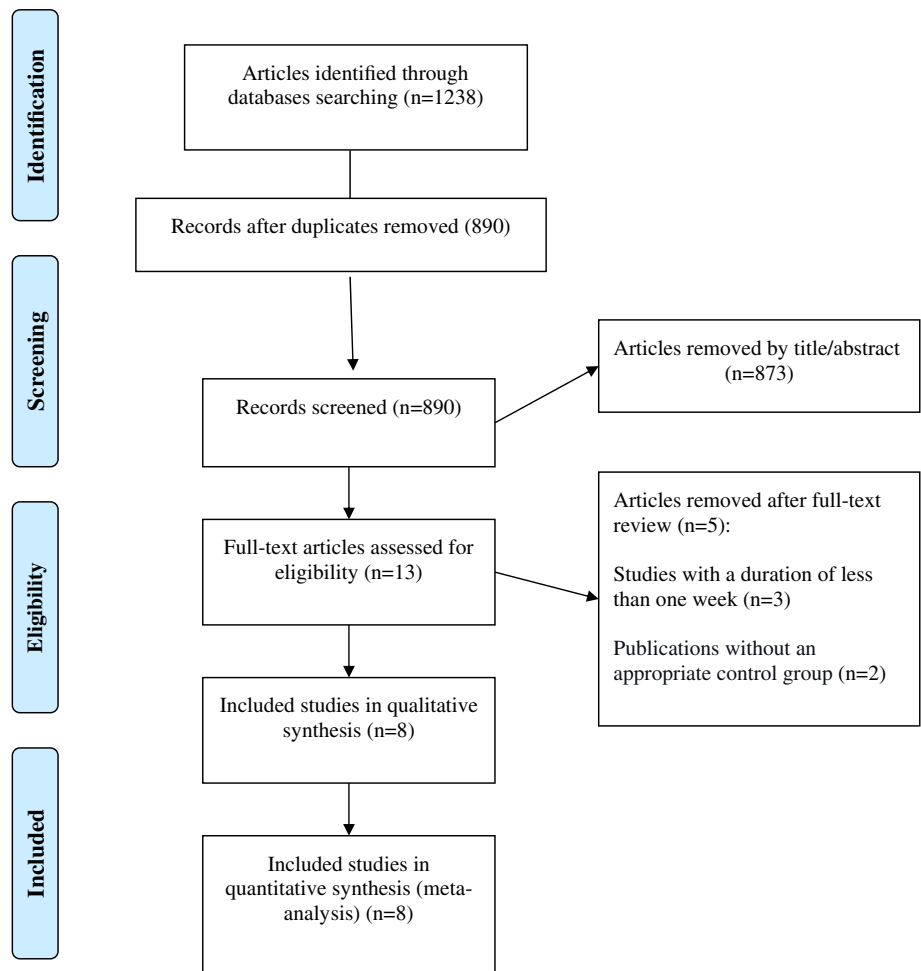 Identification
Articles identified through
databases searching (n=1238)
Records after duplicates removed (890)
Screening
Articles removed by title/abstract
(n=873)
Records screened (n=890)
Eligibility
Full-text articles assessed for
eligibility (n=13)
Articles removed after full-text
review (n=5):
Studies with a duration of less
than one week (n=3)
Publications without an
appropriate control group (n=2)
Included studies in qualitative
synthesis (n=8)
Included
Included studies in
quantitative synthesis (meta-
analysis) (n=8)